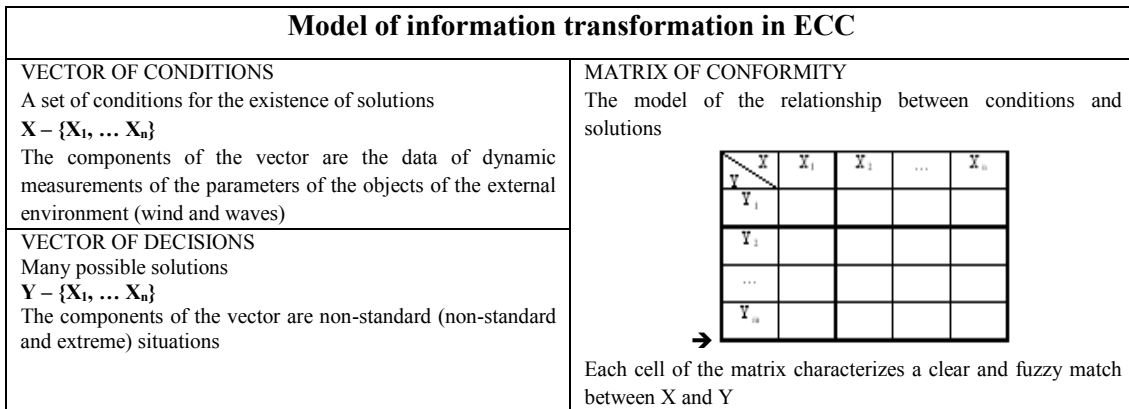 Model of information transformation in ECC
VECTOR OF CONDITIONS
A set of conditions for the existence of solutions
X – {X₁, … Xₙ}
The components of the vector are the data of dynamic
measurements of the parameters of the objects of the external
environment (wind and waves)
VECTOR OF DECISIONS
Many possible solutions
Y – {X₁, … Xₙ}
The components of the vector are non-standard (non-standard
and extreme) situations
MATRIX OF CONFORMITY
The model of the relationship between conditions and
solutions
X Y X₁ X₂ … Xₙ
Y₁
Y₂
…
Yₘ
➔
Each cell of the matrix characterizes a clear and fuzzy match
between X and Y